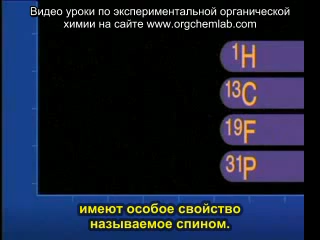 Видео уроки по экспериментальной органической
химии на сайте www.orgchemlab.com
¹H
¹³C
¹⁹F
³¹P
имеют особое свойство
называемое спином.